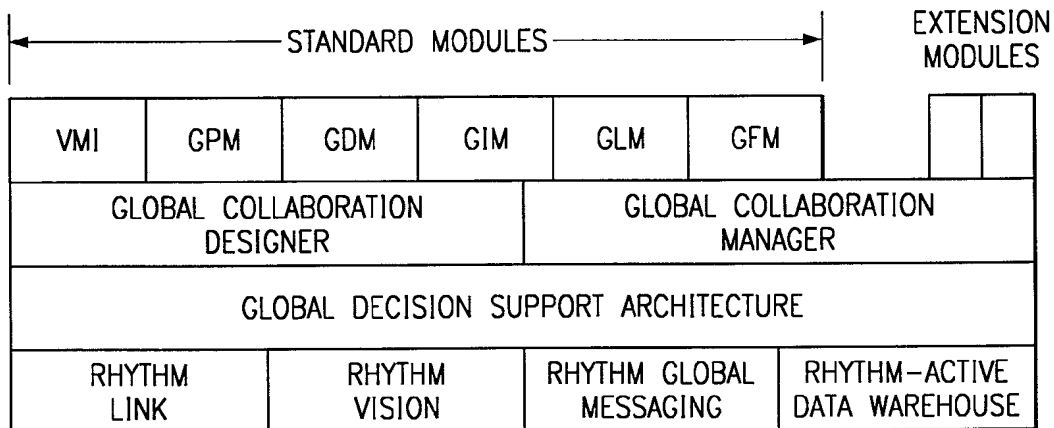 STANDARD MODULES
EXTENSION
MODULES
VMI GPM GDM GIM GLM GFM
GLOBAL COLLABORATION
DESIGNER
GLOBAL COLLABORATION
MANAGER
GLOBAL DECISION SUPPORT ARCHITECTURE
RHYTHM
LINK
RHYTHM
VISION
RHYTHM GLOBAL
MESSAGING
RHYTHM-ACTIVE
DATA WAREHOUSE